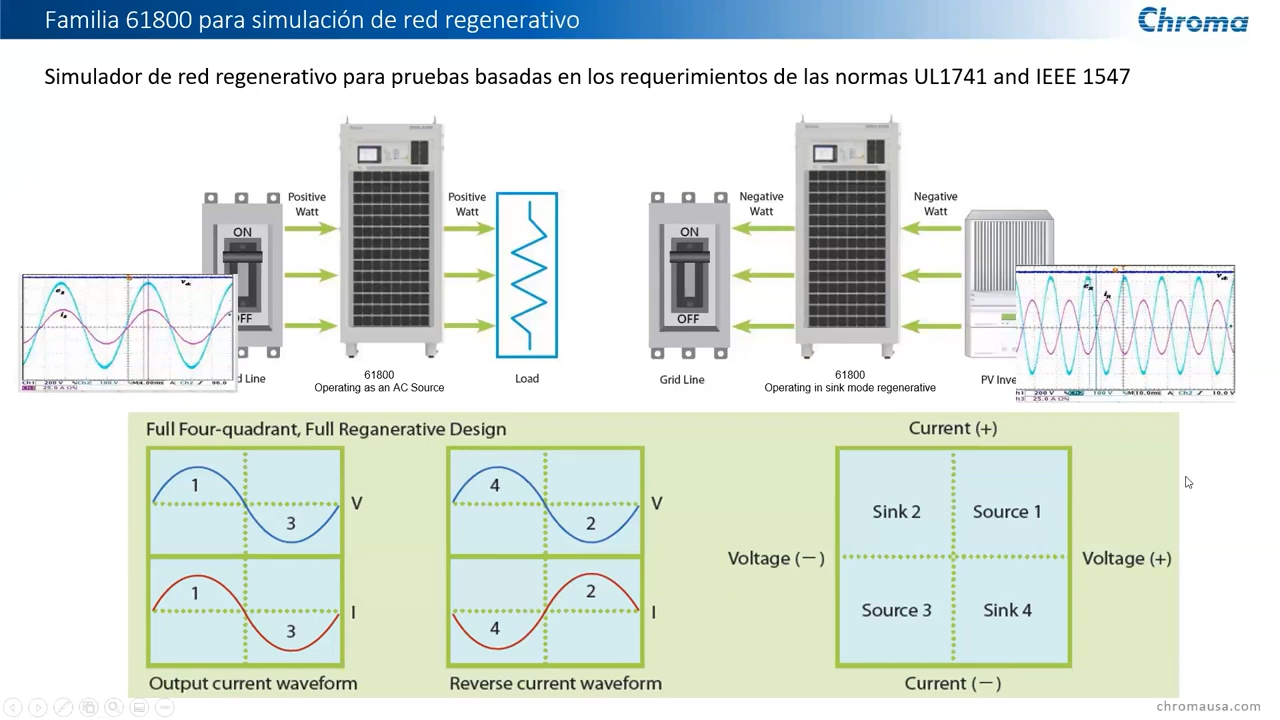 Familia 61800 para simulación de red regenerativo
Chroma
Simulador de red regenerativo para pruebas basadas en los requerimientos de las normas UL1741 and IEEE 1547
Positive
Watt
Positive
Watt
Negative
Watt
Negative
Watt
ON
OFF
ON
OFF
d Line
61800
Operating as an AC Source
Load
Grid Line
61800
Operating in sink mode regenerative
PV Inve
Full Four-quadrant, Full Reganerative Design
1
3
V
1
3
I
Output current waveform
4
2
V
4
2
I
Reverse current waveform
Current (+)
Sink 2
Source 1
Voltage (—)
Voltage (+)
Source 3
Sink 4
Current (—)
chromausa.com